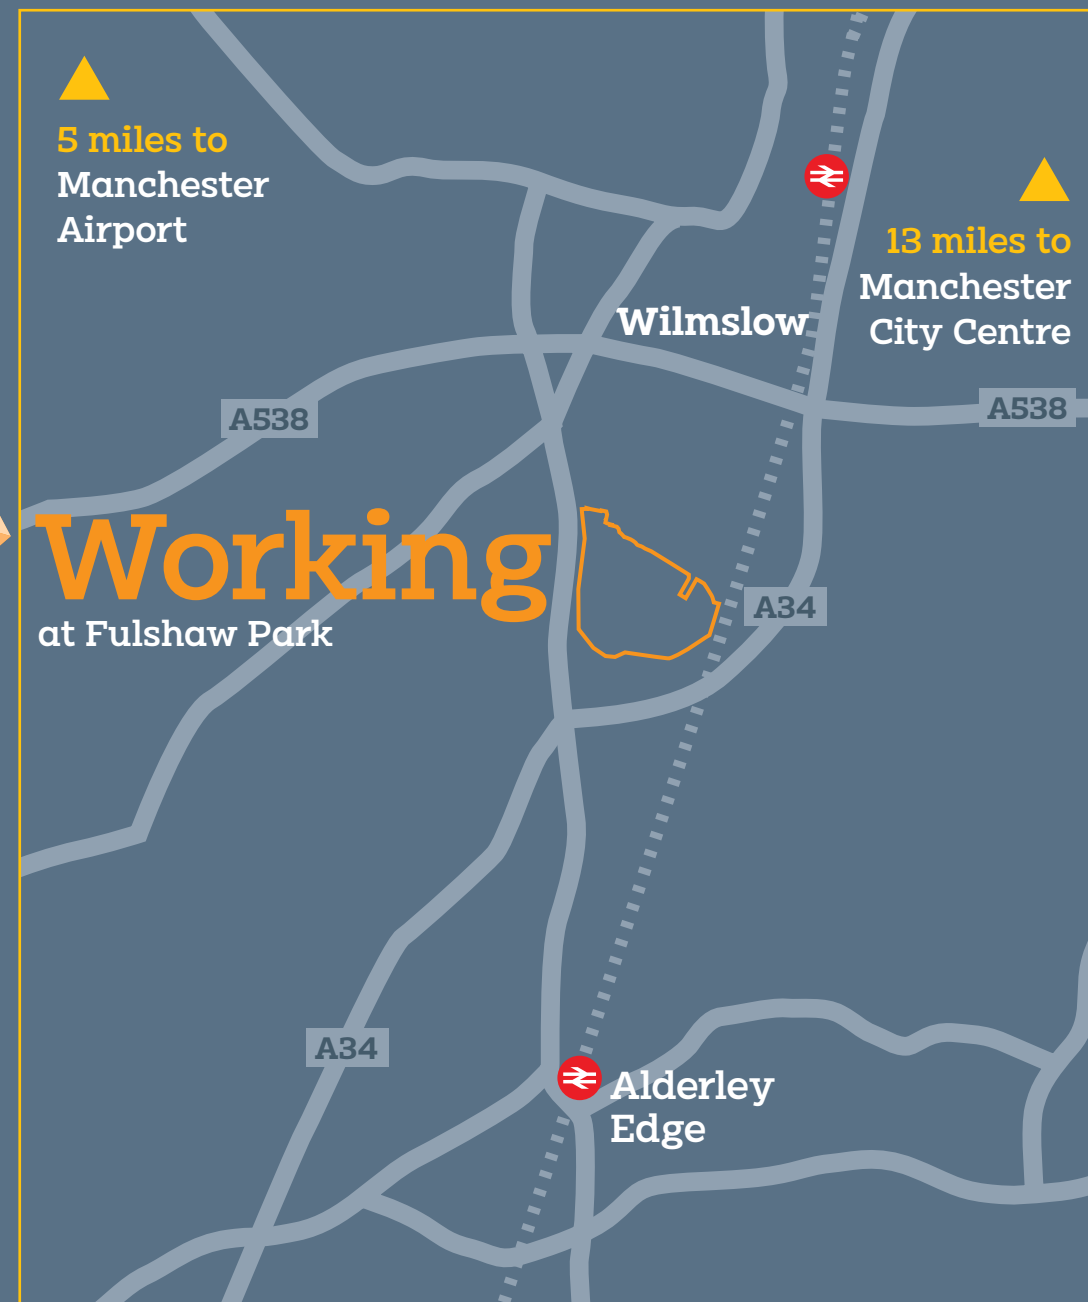 5 miles to
Manchester
Airport
13 miles to
Manchester
City Centre
Wilmslow
A538
A538
Working
at Fulshaw Park
A34
A34
Alderley
Edge